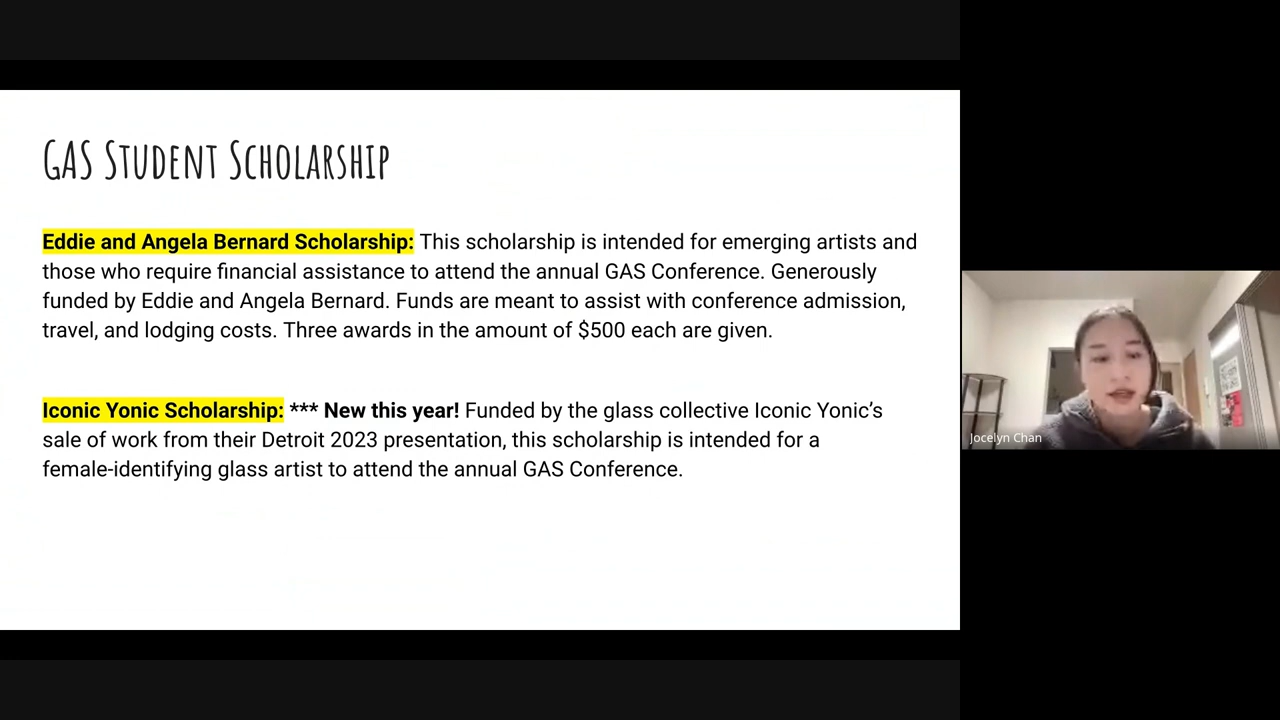 GAS Student Scholarship
Eddie and Angela Bernard Scholarship: This scholarship is intended for emerging artists and
those who require financial assistance to attend the annual GAS Conference. Generously
funded by Eddie and Angela Bernard. Funds are meant to assist with conference admission,
travel, and lodging costs. Three awards in the amount of $500 each are given.
Iconic Yonic Scholarship: *** New this year! Funded by the glass collective Iconic Yonic’s
sale of work from their Detroit 2023 presentation, this scholarship is intended for a
female-identifying glass artist to attend the annual GAS Conference.
Jocelyn Chan